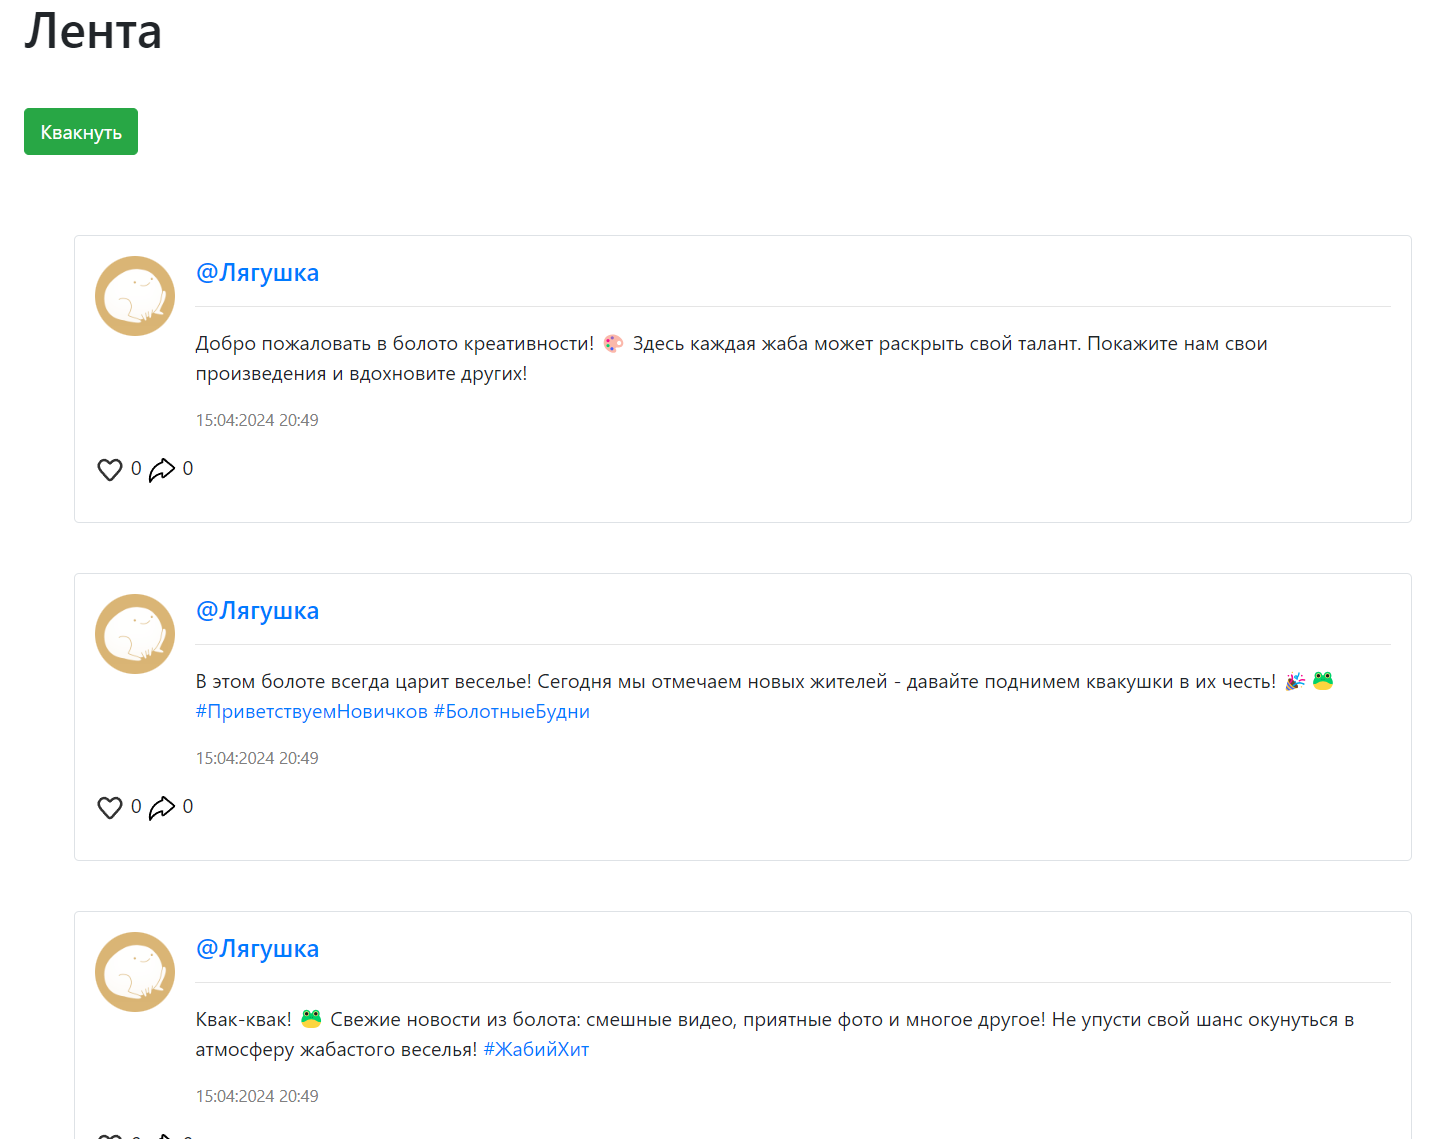 Лента
Квакнуть
@Лягушка
Добро пожаловать в болото креативности! 🎨 Здесь каждая жаба может раскрыть свой талант. Покажите нам свои
произведения и вдохновите других!
15:04:2024 20:49
0 0
@Лягушка
В этом болоте всегда царит веселье! Сегодня мы отмечаем новых жителей - давайте поднимем квакушки в их честь! 🎉 🐸
#ПриветствуемНовичков #БолотныеБудни
15:04:2024 20:49
0 0
@Лягушка
Квак-квак! 🐸 Свежие новости из болота: смешные видео, приятные фото и многое другое! Не упусти свой шанс окунуться в
атмосферу жабастого веселья! #ЖабийХит
15:04:2024 20:49